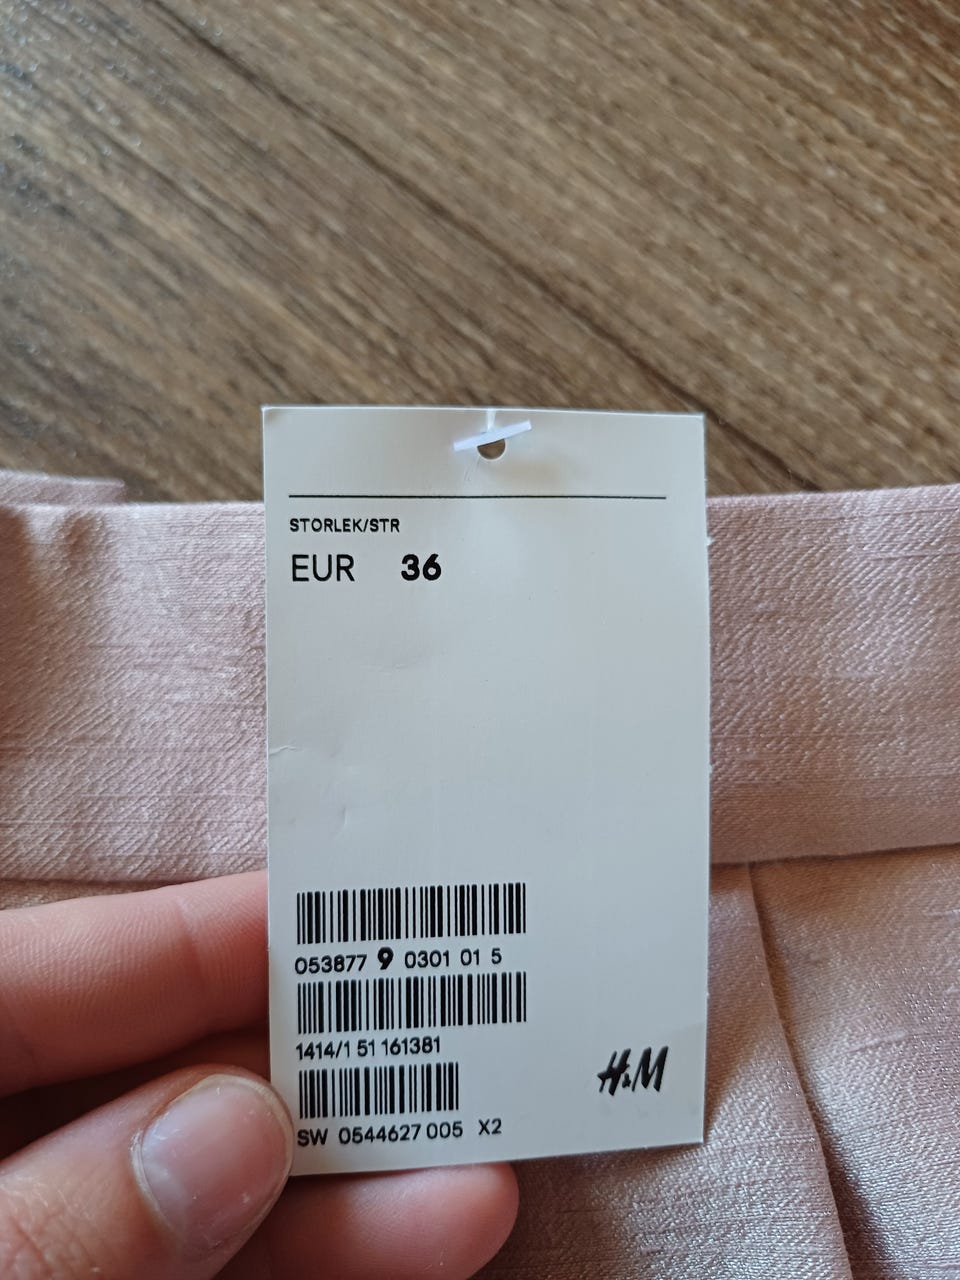 STORLEK/STR
EUR 36
053877 9 0301 01 5
1414/1 51 161381
H&M
SW 0544627 005 X2